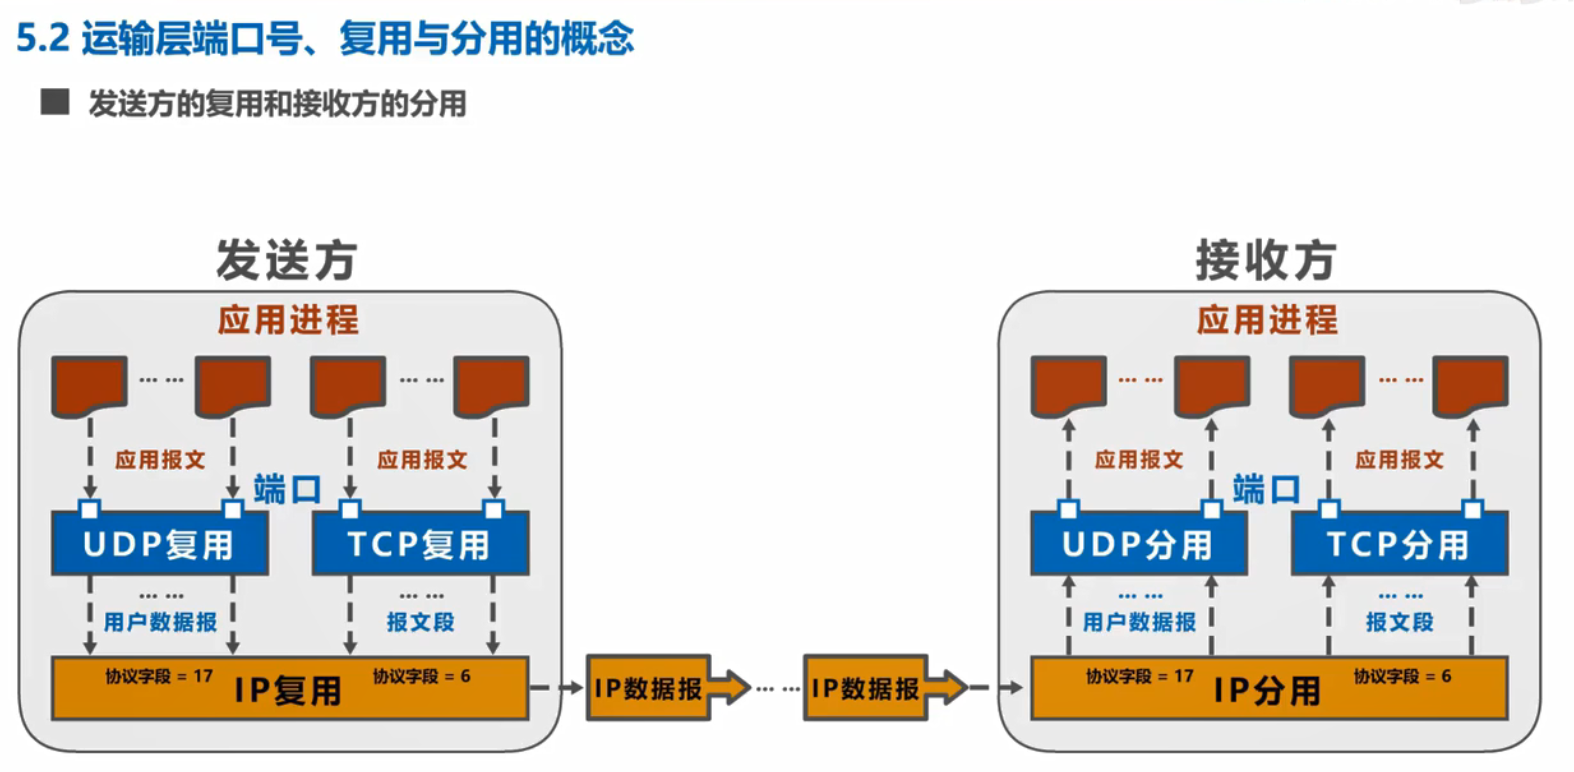 5.2 运输层端口号、复用与分用的概念
发送方的复用和接收方的分用
发送方
应用进程
... ...
... ...
应用报文
应用报文
端口
UDP复用
TCP复用
... ...
... ...
用户数据报
报文段
协议字段 = 17
协议字段 = 6
IP复用
IP数据报
... ...
IP数据报
接收方
应用进程
... ...
... ...
应用报文
应用报文
端口
UDP分用
TCP分用
... ...
... ...
用户数据报
报文段
协议字段 = 17
协议字段 = 6
IP分用